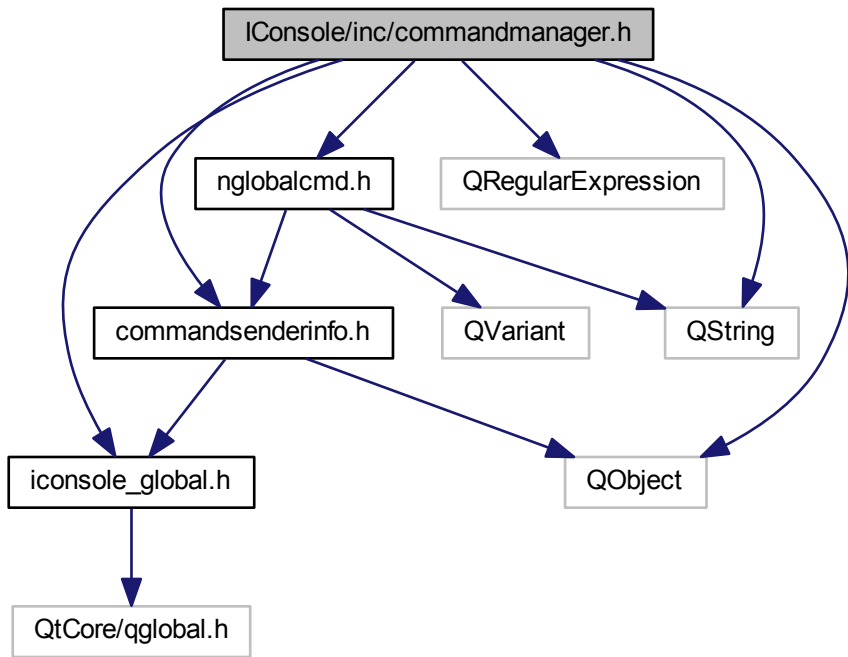 IConsole/inc/commandmanager.h
nglobalcmd.h
QRegularExpression
commandsenderinfo.h
QVariant
QString
iconsole_global.h
QObject
QtCore/qglobal.h